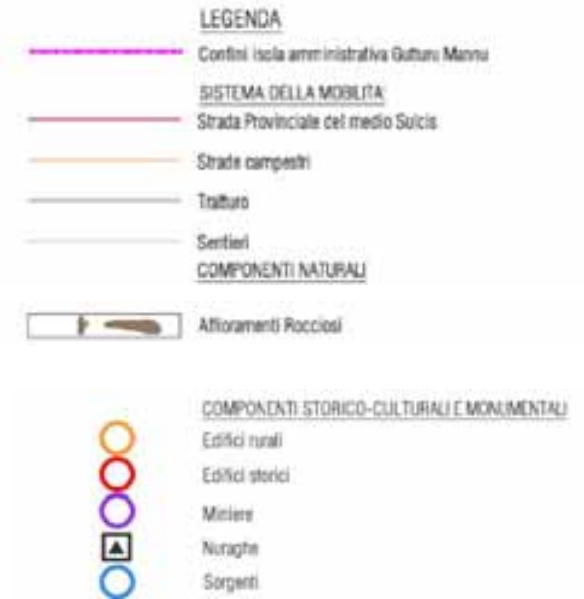 LEGENDA
Confini isola amministrativa Gutturu Mannu
SISTEMA DELLA MOBILITA'
Strada Provinciale del medio Sulcis
Strade campestri
Tratturo
Sentieri
COMPONENTI NATURALI
Affioramenti Rocciosi
COMPONENTI STORICO-CULTURALI E MONUMENTALI
Edifici rurali
Edifici storici
Miniere
Nuraghe
Sorgenti